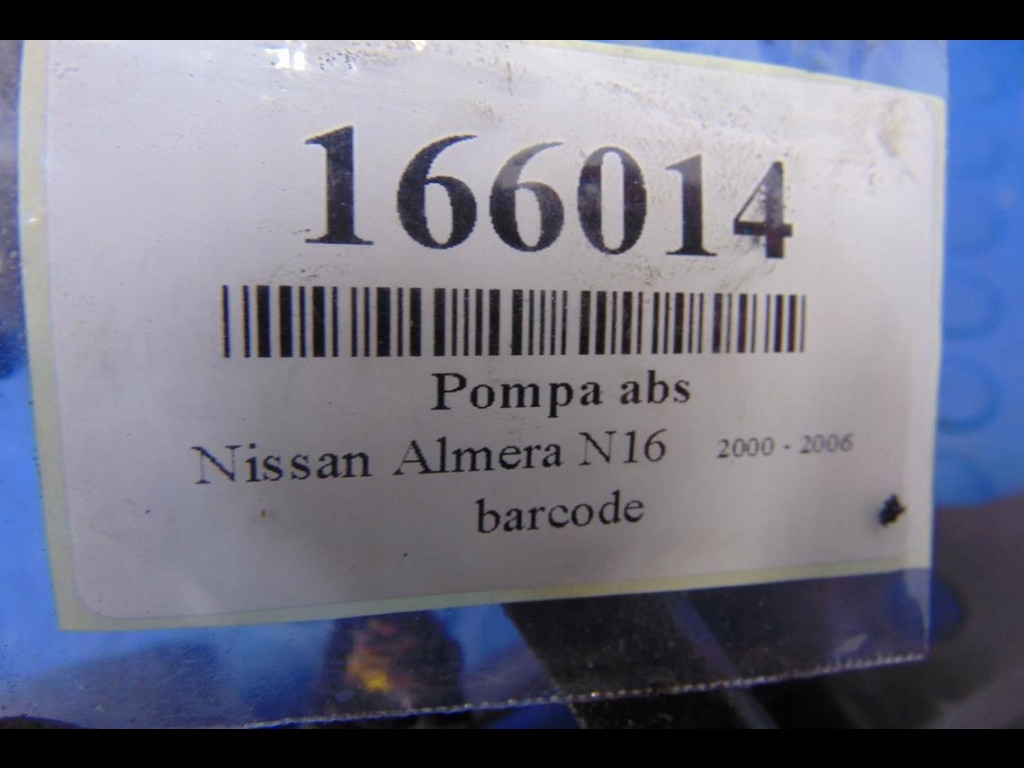 166014
Pompa abs
Nissan Almera N16 2000 - 2006
barcode